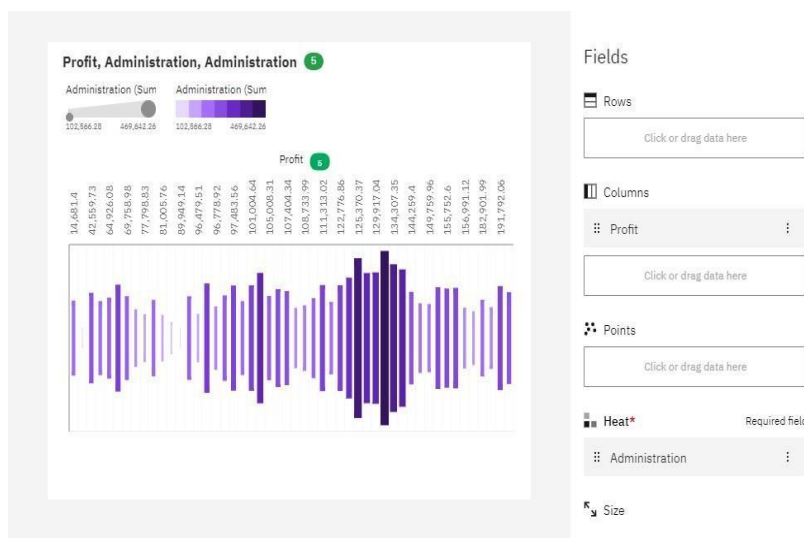 Profit, Administration, Administration 5
Administration (Sum
102,566.28 469,642.26
Administration (Sum
102,566.28 469,642.26
Profit 5
14,681.4
42,559.73
64,926.08
69,758.98
77,798.83
81,005.76
89,949.14
96,479.51
96,778.92
97,483.56
101,004.64
105,008.31
107,404.34
108,733.99
111,313.02
122,776.86
125,370.37
129,917.04
134,307.35
144,259.4
149,759.96
155,752.6
156,991.12
182,901.99
191,792.06
Fields
Rows
Click or drag data here
Columns
Profit
Click or drag data here
Points
Click or drag data here
Heat* Required field
Administration
Size